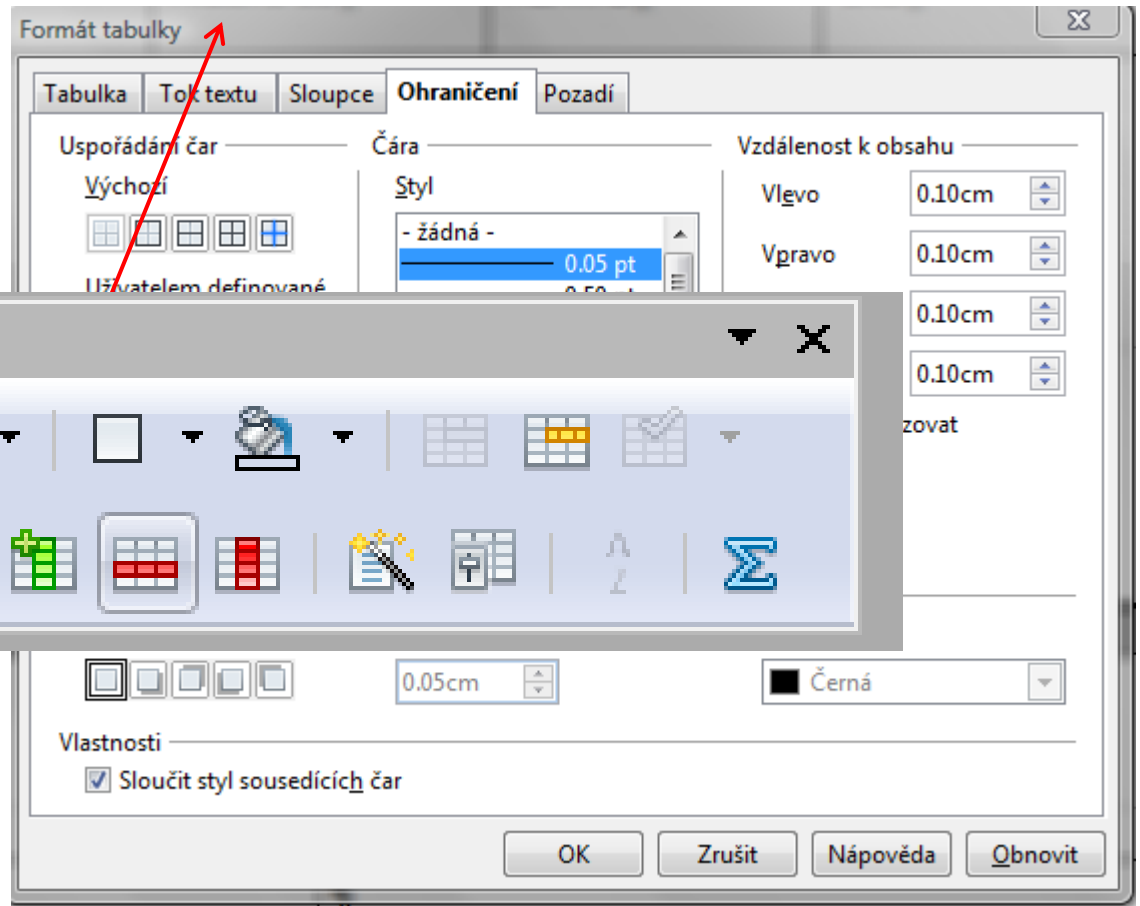 Formát tabulky
Tabulka Tok textu Sloupce Ohraničení Pozadí
Uspořádání čar Čára Vzdálenost k obsahu
Výchozí Styl Vlevo 0.10cm
- žádná -
0.05 pt Vpravo 0.10cm
Uživatelem definované
0.10cm
0.10cm
zovat
A
Z
Σ
0.05cm Černá
Vlastnosti
Sloučit styl sousedících čar
OK Zrušit Nápověda Obnovit